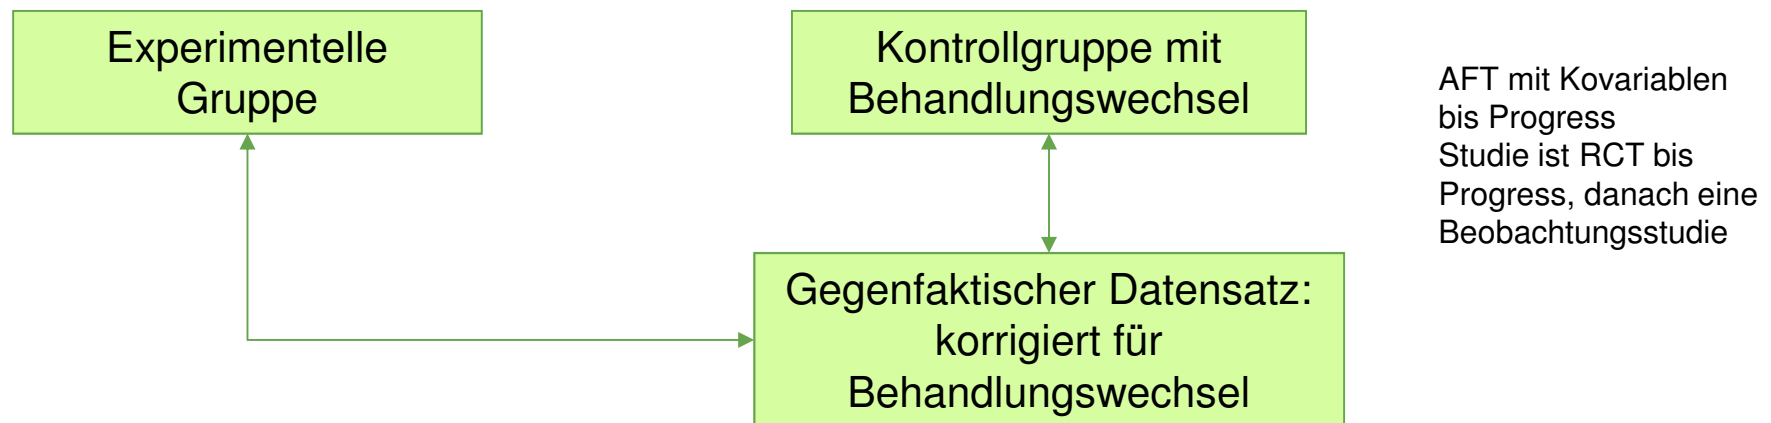 Experimentelle
Gruppe
Kontrollgruppe mit
Behandlungswechsel
AFT mit Kovariablen
bis Progress
Studie ist RCT bis
Progress, danach eine
Beobachtungsstudie
Gegenfaktischer Datensatz:
korrigiert für
Behandlungswechsel